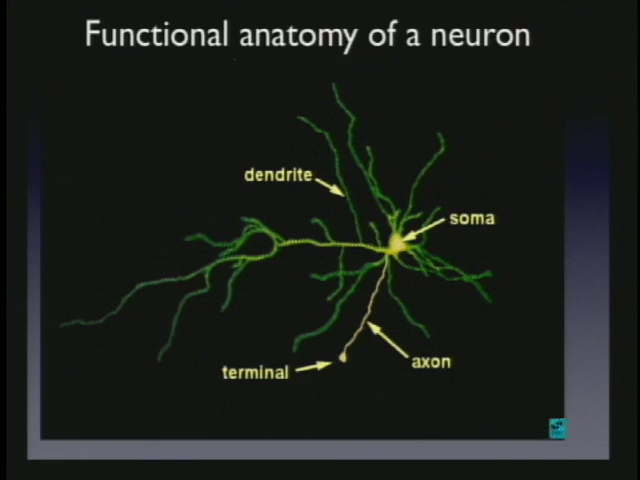 Functional anatomy of a neuron
dendrite
soma
axon
terminal